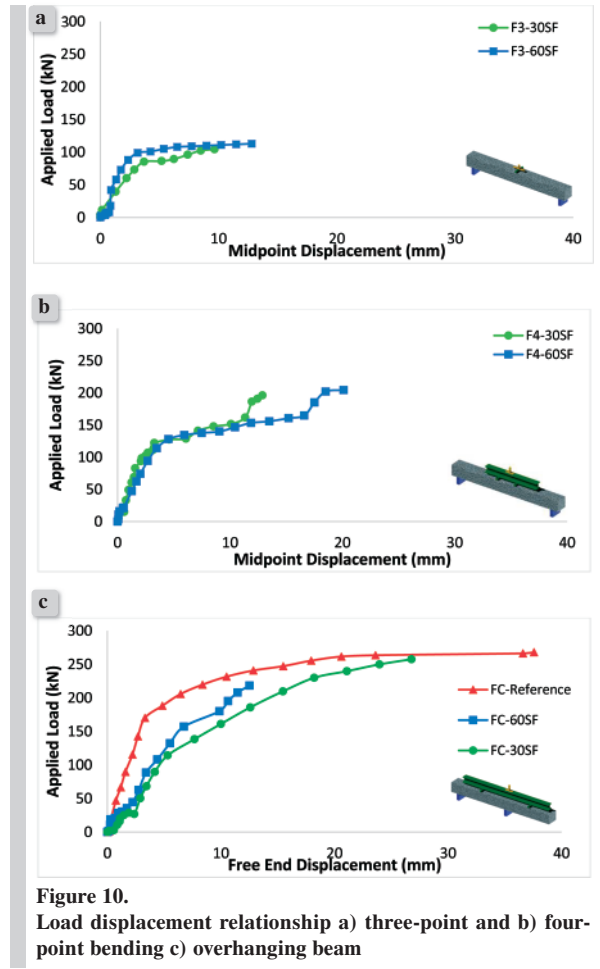 a
300
250
200
150
100
50
0
Applied Load (kN)
F3-30SF
F3-60SF
0 10 20 30 40
Midpoint Displacement (mm)
b
300
250
200
150
100
50
0
Applied Load (kN)
F4-30SF
F4-60SF
0 10 20 30 40
Midpoint Displacement (mm)
c
300
250
200
150
100
50
0
Applied Load (kN)
FC-Reference
FC-60SF
FC-30SF
0 10 20 30 40
Free End Displacement (mm)
Figure 10.
Load displacement relationship a) three-point and b) four-
point bending c) overhanging beam